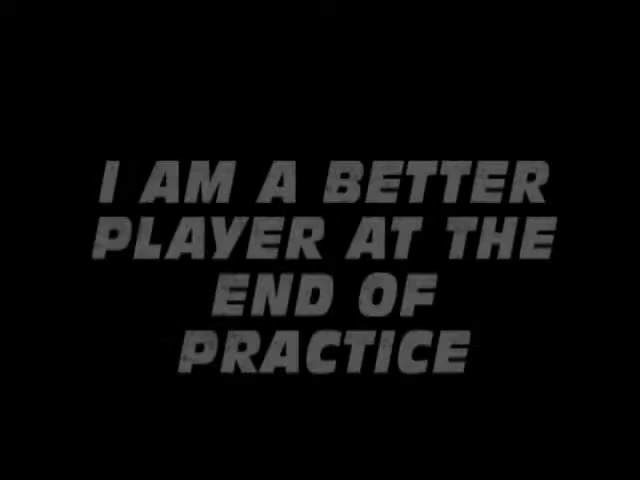 I AM A BETTER
PLAYER AT THE
END OF
PRACTICE